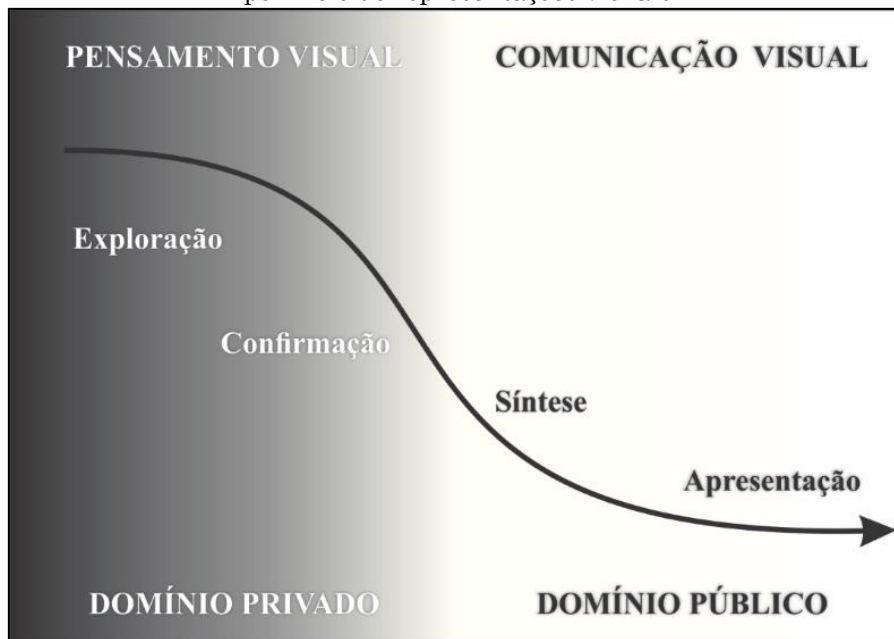 PENSAMENTO VISUAL
COMUNICAÇÃO VISUAL
Exploração
Confirmação
Síntese
Apresentação
DOMÍNIO PRIVADO
DOMÍNIO PÚBLICO